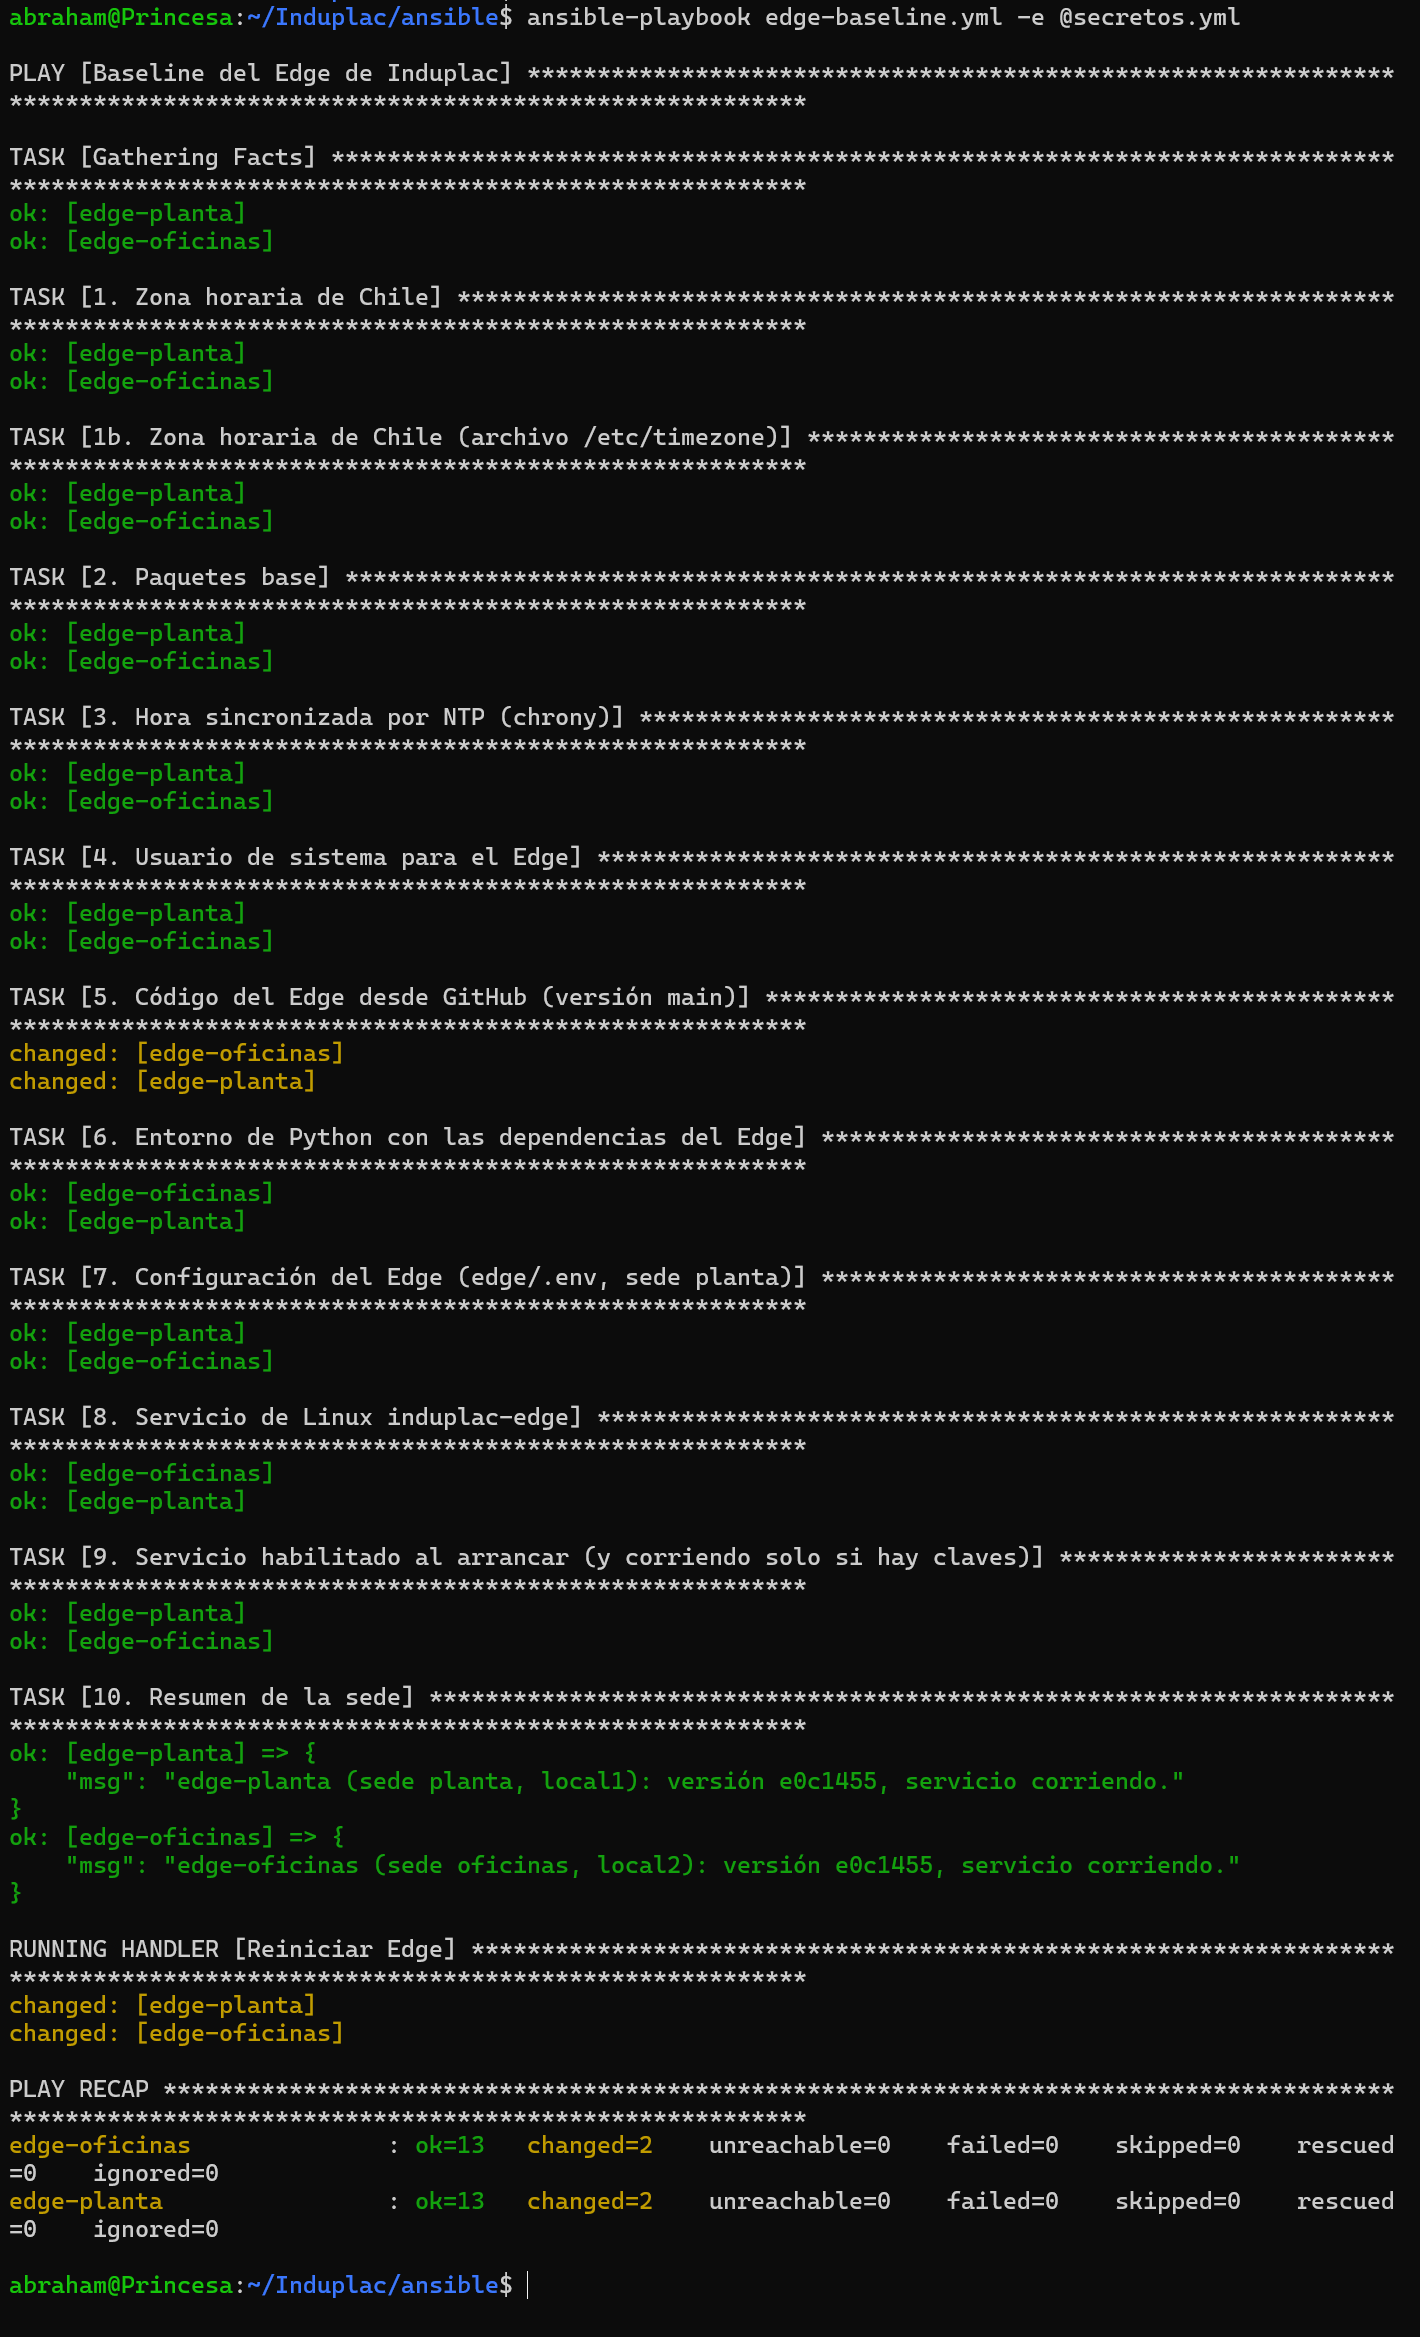 abraham@Princesa:~/Induplac/ansible$ ansible-playbook edge-baseline.yml -e @secretos.yml
PLAY [Baseline del Edge de Induplac] **************************************************************
*********************************************************
TASK [Gathering Facts] ****************************************************************************
*********************************************************
ok: [edge-planta]
ok: [edge-oficinas]
TASK [1. Zona horaria de Chile] *******************************************************************
*********************************************************
ok: [edge-planta]
ok: [edge-oficinas]
TASK [1b. Zona horaria de Chile (archivo /etc/timezone)] ******************************************
*********************************************************
ok: [edge-planta]
ok: [edge-oficinas]
TASK [2. Paquetes base] ***************************************************************************
*********************************************************
ok: [edge-planta]
ok: [edge-oficinas]
TASK [3. Hora sincronizada por NTP (chrony)] ******************************************************
*********************************************************
ok: [edge-planta]
ok: [edge-oficinas]
TASK [4. Usuario de sistema para el Edge] *********************************************************
*********************************************************
ok: [edge-planta]
ok: [edge-oficinas]
TASK [5. Código del Edge desde GitHub (versión main)] *********************************************
*********************************************************
changed: [edge-oficinas]
changed: [edge-planta]
TASK [6. Entorno de Python con las dependencias del Edge] *****************************************
*********************************************************
ok: [edge-oficinas]
ok: [edge-planta]
TASK [7. Configuración del Edge (edge/.env, sede planta)] *****************************************
*********************************************************
ok: [edge-planta]
ok: [edge-oficinas]
TASK [8. Servicio de Linux induplac-edge] *********************************************************
*********************************************************
ok: [edge-oficinas]
ok: [edge-planta]
TASK [9. Servicio habilitado al arrancar (y corriendo solo si hay claves)] ************************
*********************************************************
ok: [edge-planta]
ok: [edge-oficinas]
TASK [10. Resumen de la sede] *********************************************************************
*********************************************************
ok: [edge-planta] => {
    "msg": "edge-planta (sede planta, local1): versión e0c1455, servicio corriendo."
}
ok: [edge-oficinas] => {
    "msg": "edge-oficinas (sede oficinas, local2): versión e0c1455, servicio corriendo."
}
RUNNING HANDLER [Reiniciar Edge] ******************************************************************
*********************************************************
changed: [edge-planta]
changed: [edge-oficinas]
PLAY RECAP ****************************************************************************************
*********************************************************
edge-oficinas              : ok=13   changed=2    unreachable=0    failed=0    skipped=0    rescued
=0    ignored=0
edge-planta                : ok=13   changed=2    unreachable=0    failed=0    skipped=0    rescued
=0    ignored=0
abraham@Princesa:~/Induplac/ansible$